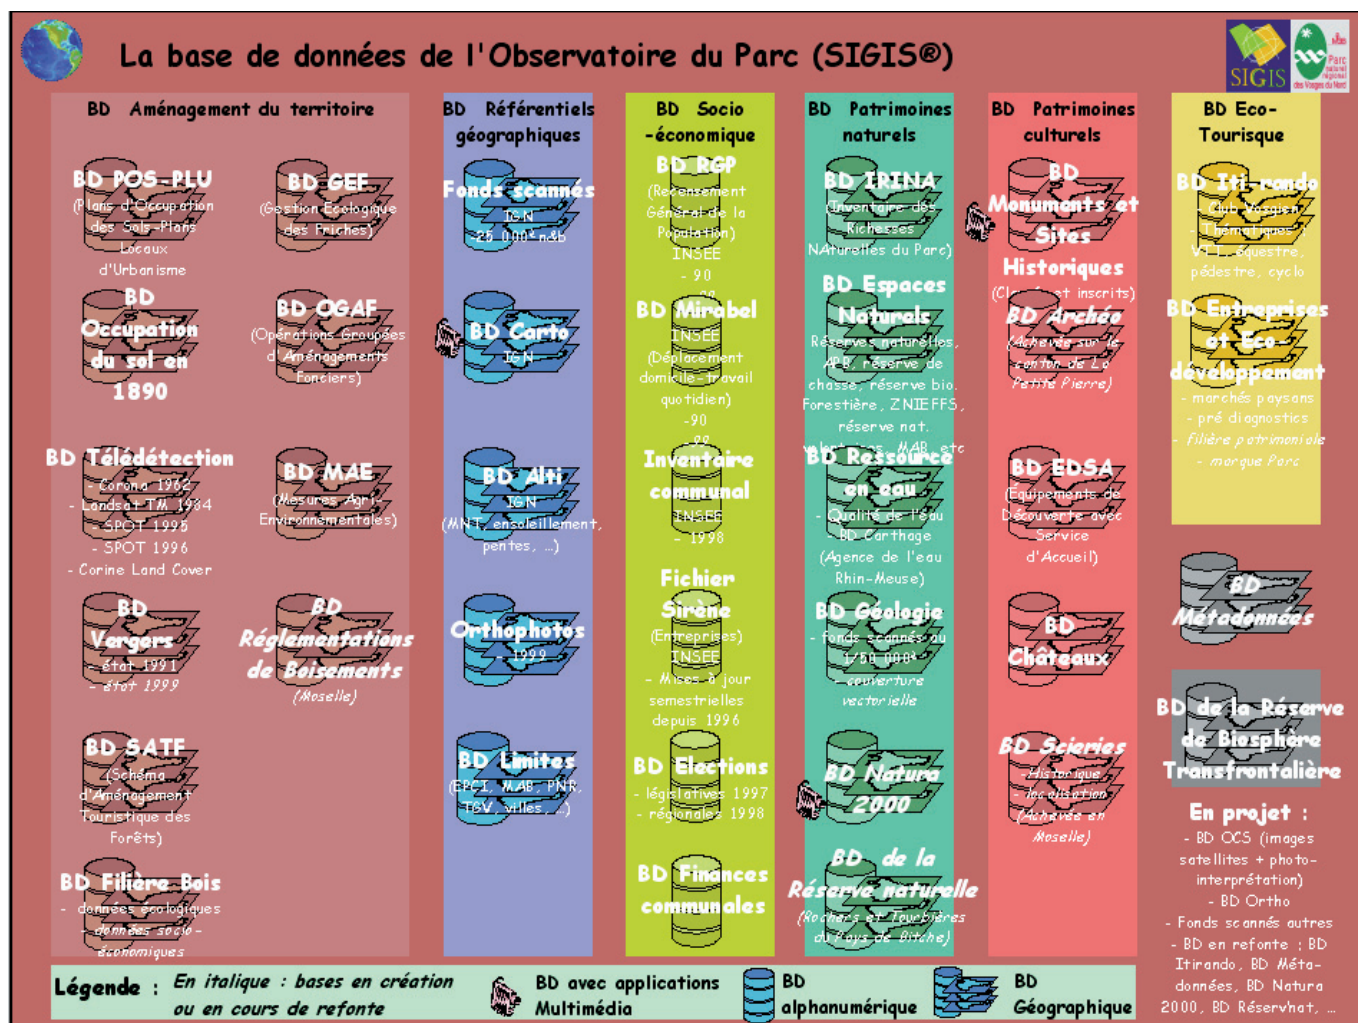 La base de données de l'Observatoire du Parc (SIGIS®)
SIGIS
Parc
naturel
régional
des Vosges du Nord
BD Aménagement du territoire
BD POS-PLU
(Plans d'Occupation
des Sols-Plans
Locaux
d'Urbanisme
BD
Occupation
du sol en
1890
BD Télédétection
- Corona 1962
- Landsat TM 1984
- SPOT 1995
- SPOT 1996
- Corine Land Cover
BD
Vergers
- état 1991
- état 1999
BD SATF
(Schéma
d'Aménagement
Touristique des
Forêts)
BD Filière Bois
- données écologiques
- données socio-
économiques
BD GEF
(Gestion Ecologique
des Friches)
BD OGAF
(Opérations Groupées
d'Aménagements
Fonciers)
BD MAE
(Mesures Agri-
Environnementales)
BD
Réglementations
de Boisements
(Moselle)
BD Référentiels
géographiques
Fonds scannés
IGN
-25 000e n&b
BD Carto
IGN
BD Alti
IGN
(MNT, ensoleillement,
pentes, …)
Orthophotos
- 1999
BD Limites
(EPCI, MAB, PNR,
TGV, villes, …)
BD Socio
-économique
BD RGP
(Recensement
Général de la
Population)
INSEE
- 90
- 99
BD Mirabel
INSEE
(Déplacement
domicile-travail
quotidien)
-90
-99
Inventaire
communal
INSEE
- 1998
Fichier
Sirène
(Entreprises)
INSEE
- Mises à jour
semestrielles
depuis 1996
BD Elections
- législatives 1997
- régionales 1998
BD Finances
communales
BD Patrimoines
naturels
BD IRINA
(Inventaire des
Richesses
NAturelles du Parc)
BD Espaces
Naturels
Réserves naturelles,
APB, réserve de
chasse, réserve bio.
Forestière, ZNIEFFS,
réserve nat.
volontaires, MAB, etc
BD Ressource
en eau
- Qualité de l'eau
- BD Carthage
(Agence de l'eau
Rhin-Meuse)
BD Géologie
- fonds scannés au
1/50 000e
- couverture
vectorielle
BD Natura
2000
BD de la
Réserve naturelle
(Rochers et Tourbières
du Pays de Bitche)
BD Patrimoines
culturels
BD
Monuments et
Sites
Historiques
(Classés et inscrits)
BD Archéo
(Achevée sur le
canton de La
Petite Pierre)
BD EDSA
(Equipements de
Découverte avec
Service
d'Accueil)
BD
Châteaux
BD Scieries
- Historique
- localisation
(Achevée en
Moselle)
BD Eco-
Tourisque
BD Iti-rando
- Club Vosgien
- Thématiques :
VTT, équestre,
pédestre, cyclo
BD Entreprises
et Eco-
développement
- marchés paysans
- pré diagnostics
- filière patrimoniale
- marque Parc
BD
Métadonnées
BD de la Réserve
de Biosphère
Transfrontalière
En projet :
- BD OCS (images
satellites + photo-
interprétation)
- BD Ortho
- Fonds scannés autres
- BD en refonte : BD
Itirando, BD Méta-
données, BD Natura
2000, BD Réservnat, …
Légende :
En italique : bases en création
ou en cours de refonte
BD avec applications
Multimédia
BD
alphanumérique
BD
Géographique